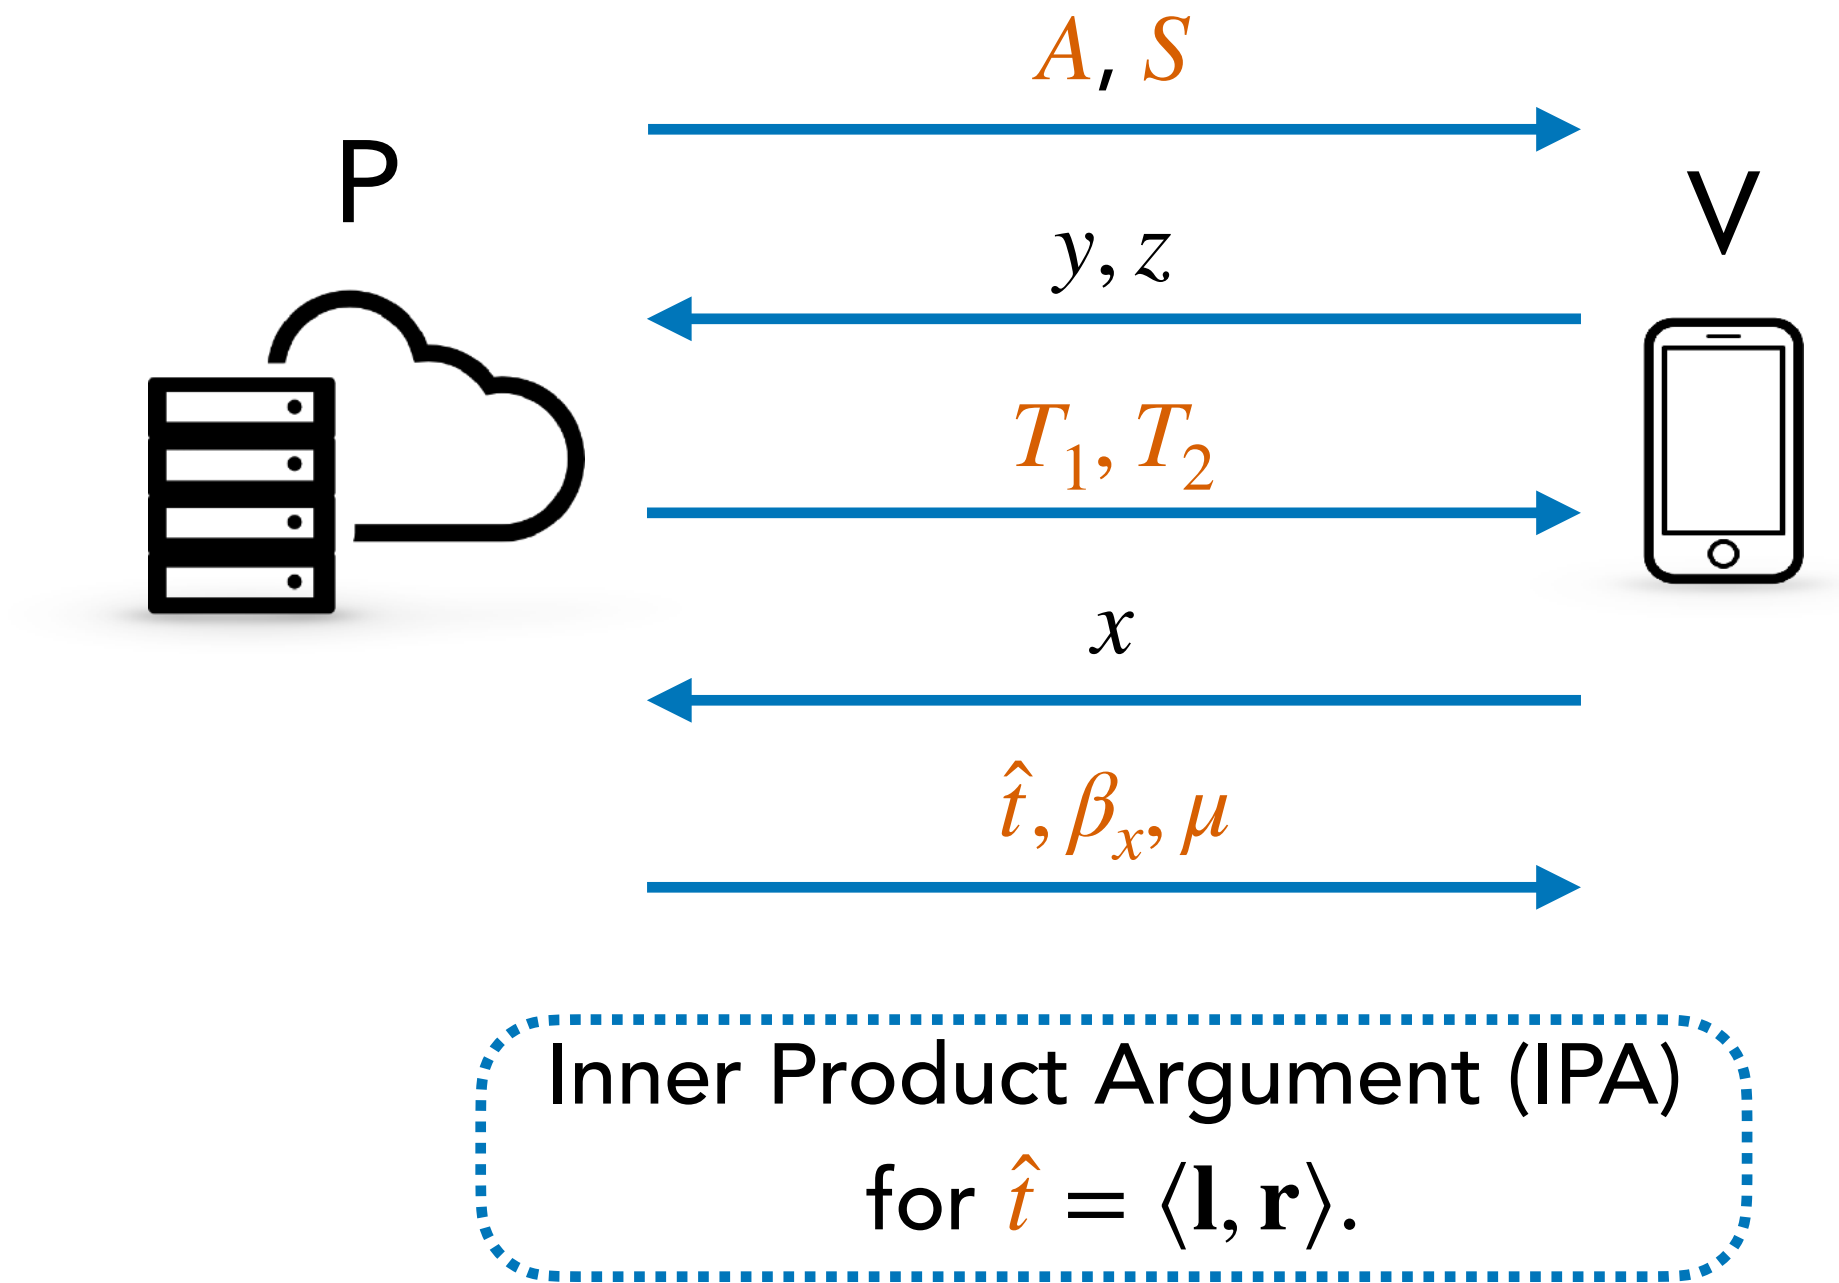 A, S
P
V
y, z
T₁, T₂
x
t̂, βₓ, μ
Inner Product Argument (IPA)
for t̂ = ⟨𝐥, 𝐫⟩.